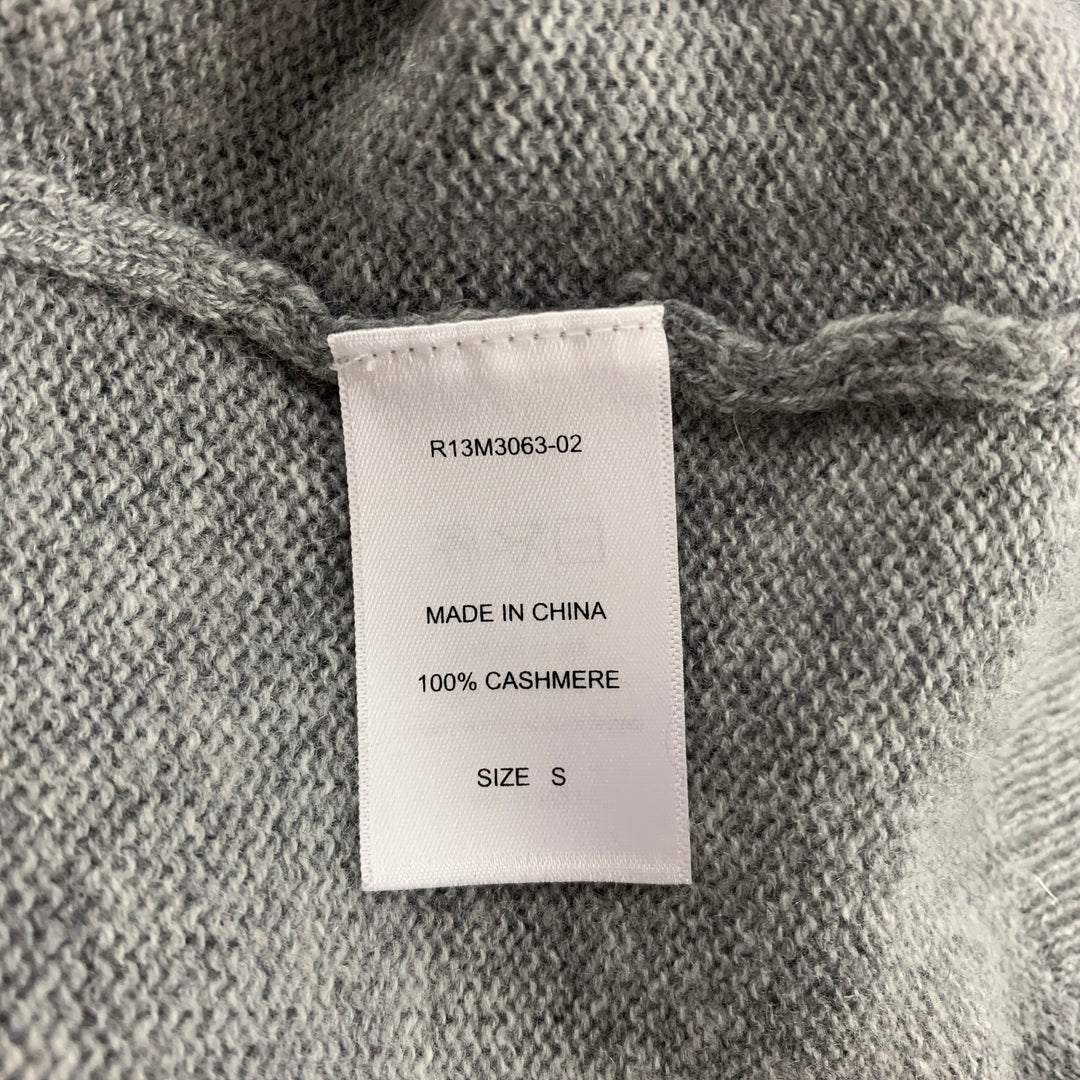 R13M3063-02
MADE IN CHINA
100% CASHMERE
SIZE S